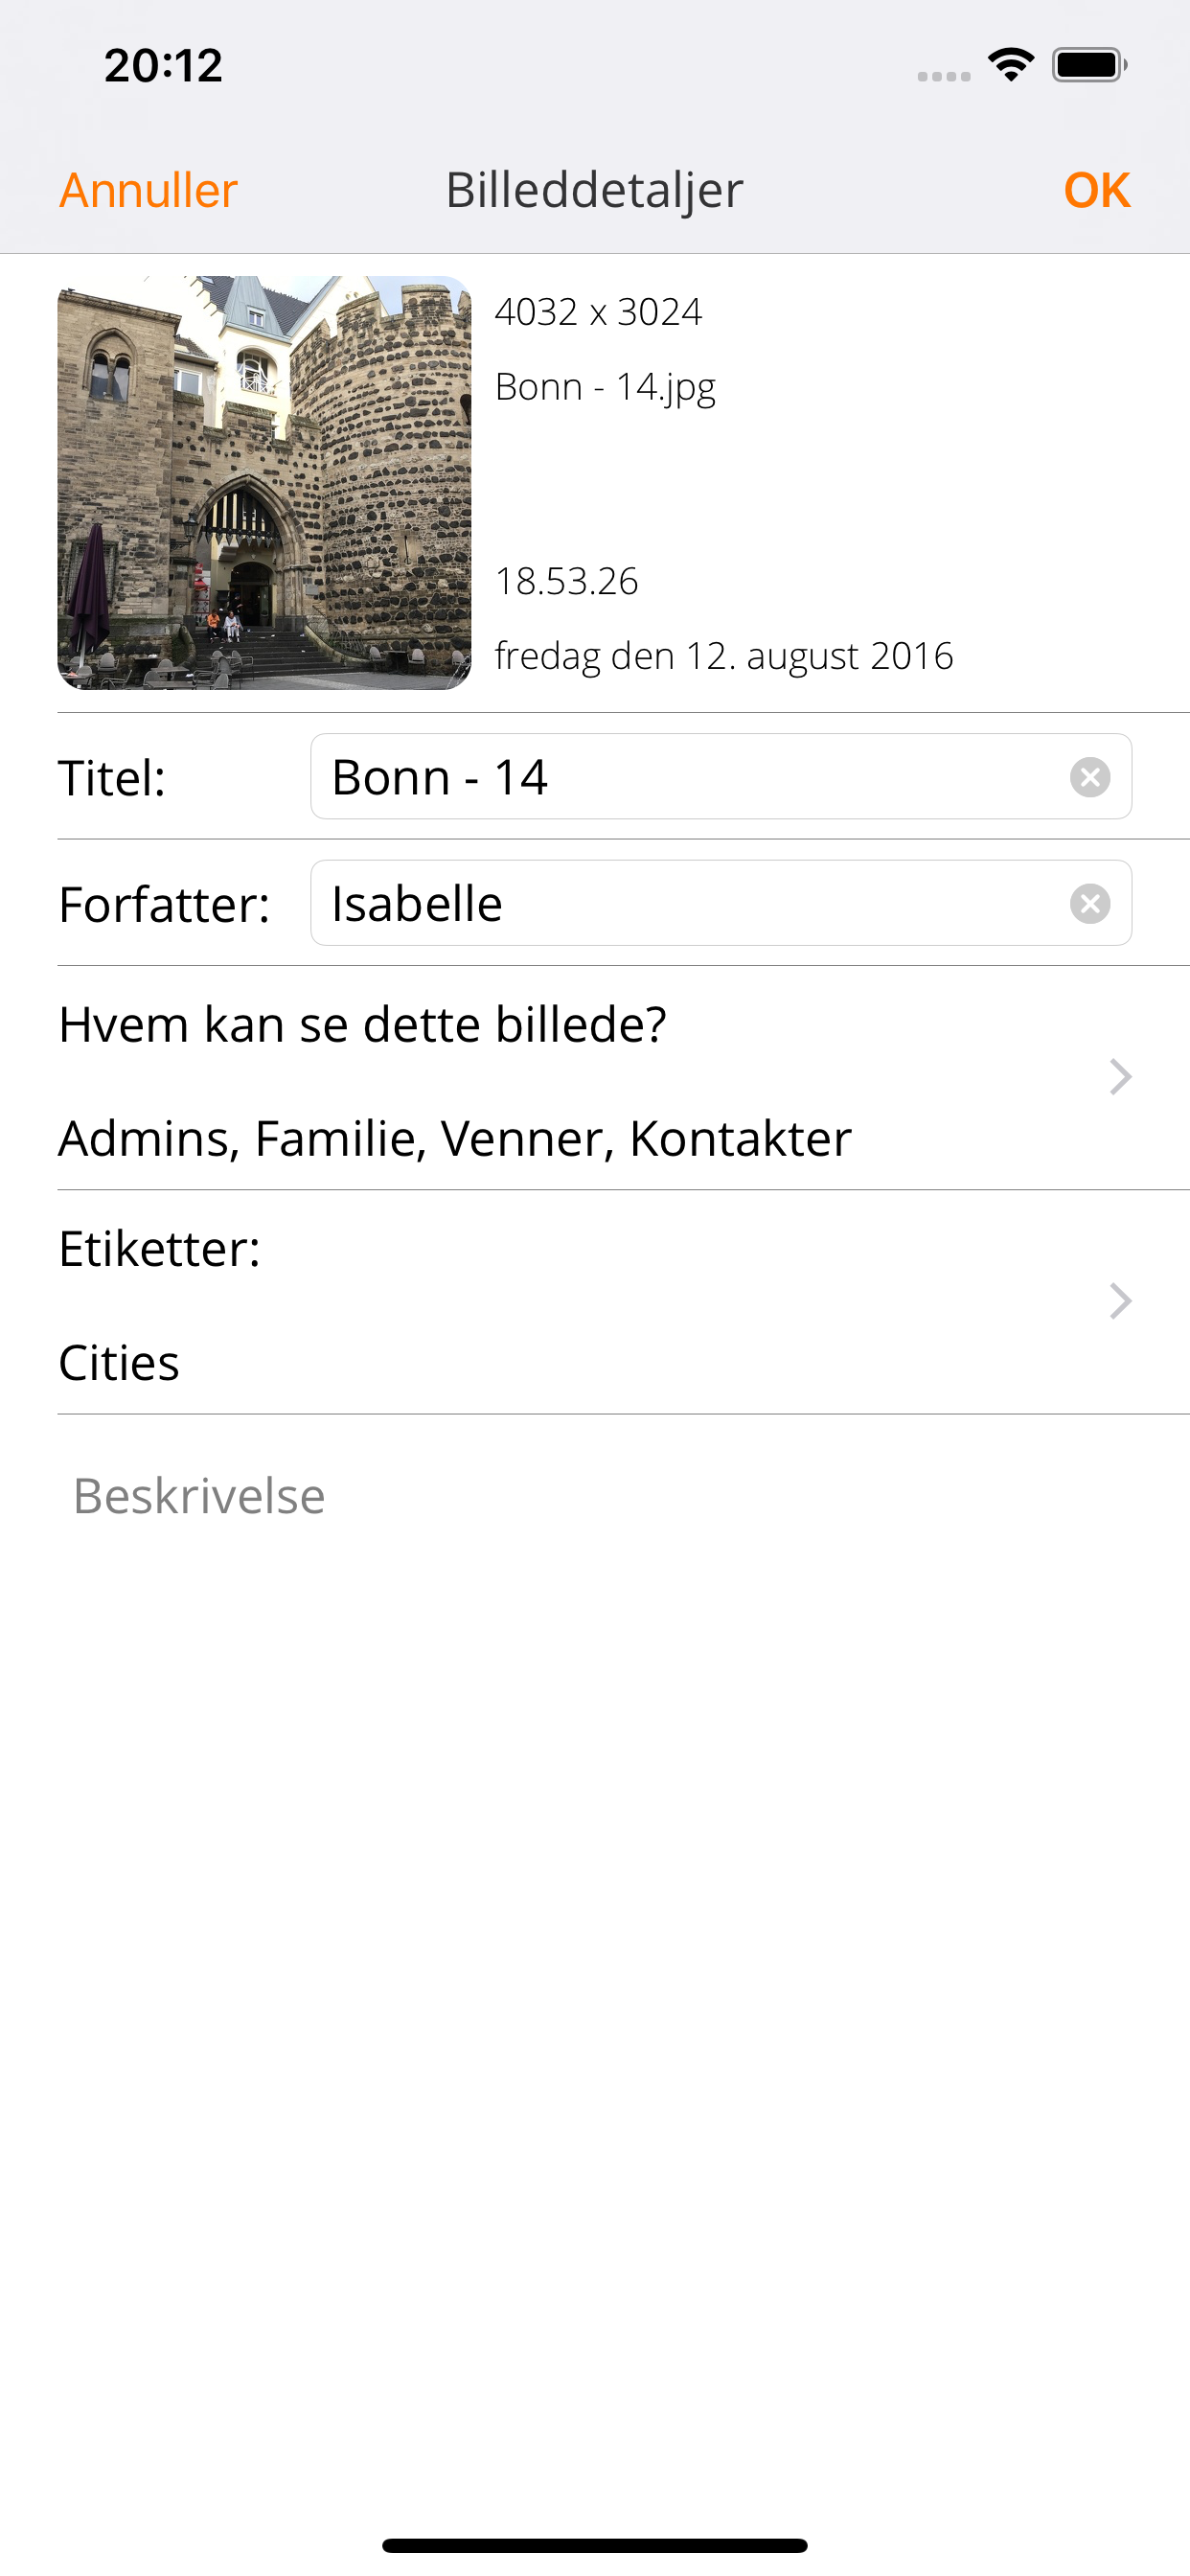 20:12
Annuller
Billeddetaljer
OK
4032 x 3024
Bonn - 14.jpg
18.53.26
fredag den 12. august 2016
Titel:
Bonn - 14
Forfatter:
Isabelle
Hvem kan se dette billede?
Admins, Familie, Venner, Kontakter
Etiketter:
Cities
Beskrivelse